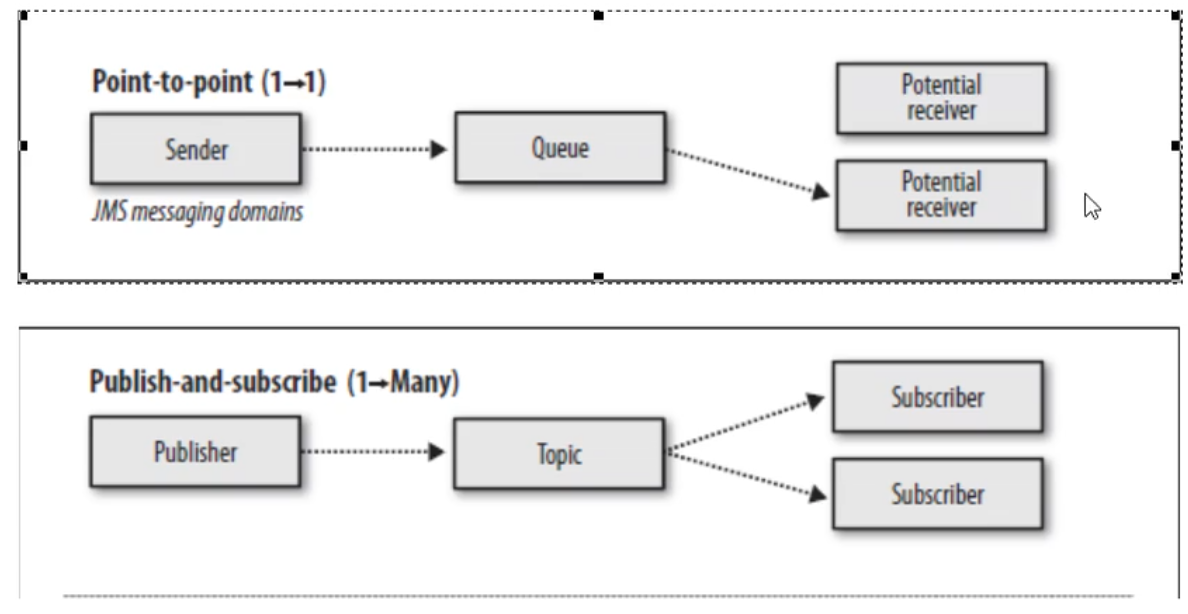 Point-to-point (1→1)
Sender
Queue
Potential
receiver
Potential
receiver
JMS messaging domains
Publish-and-subscribe (1→Many)
Publisher
Topic
Subscriber
Subscriber